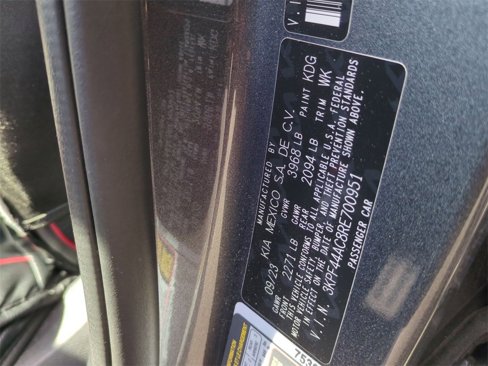 MANUFACTURED BY
KIA MEXICO S.A. DE C.V.
09/23 GVWR 3968 LB PAINT KDG
GAWR FRONT 2271 LB GAWR REAR 2094 LB TRIM WK
THIS VEHICLE CONFORMS TO ALL APPLICABLE U.S.A. FEDERAL
MOTOR VEHICLE SAFETY, BUMPER, AND THEFT PREVENTION STANDARDS
IN EFFECT ON THE DATE OF MANUFACTURE SHOWN ABOVE.
V.I.N. 3KPF44AC8RE700951
PASSENGER CAR
V.I